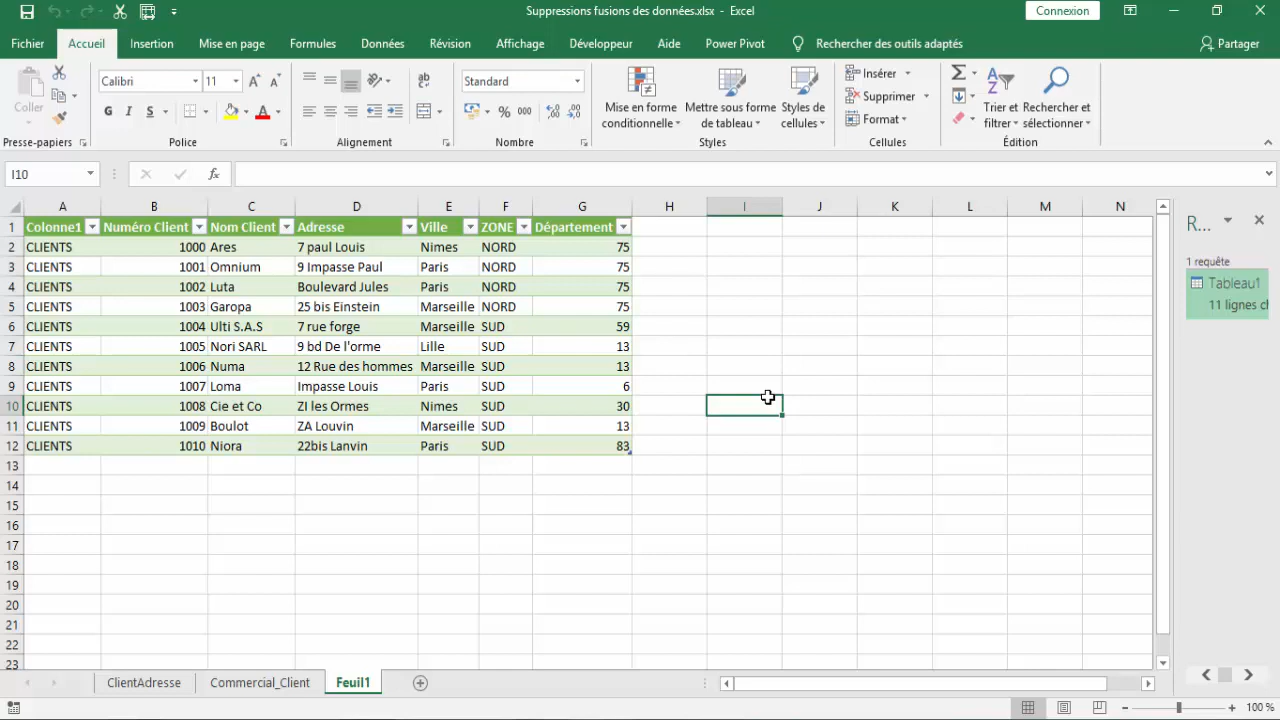 Suppressions fusions des données.xlsx - Excel
Connexion
Fichier Accueil Insertion Mise en page Formules Données Révision Affichage Développeur Aide Power Pivot Rechercher des outils adaptés Partager
Coller
Calibri 11
G I S
Standard
% 000
Mise en forme conditionnelle
Mettre sous forme de tableau
Styles de cellules
Insérer
Supprimer
Format
Trier et filtrer
Rechercher et sélectionner
Presse-papiers Police Alignement Nombre Styles Cellules Édition
I10 fx
A B C D E F G H I J K L M N
1 Colonne1 Numéro Client Nom Client Adresse Ville ZONE Département
2 CLIENTS 1000 Ares 7 paul Louis Nimes NORD 75
3 CLIENTS 1001 Omnium 9 Impasse Paul Paris NORD 75
4 CLIENTS 1002 Luta Boulevard Jules Paris NORD 75
5 CLIENTS 1003 Garopa 25 bis Einstein Marseille NORD 75
6 CLIENTS 1004 Ulti S.A.S 7 rue forge Marseille SUD 59
7 CLIENTS 1005 Nori SARL 9 bd De l'orme Lille SUD 13
8 CLIENTS 1006 Numa 12 Rue des hommes Marseille SUD 13
9 CLIENTS 1007 Loma Impasse Louis Paris SUD 6
10 CLIENTS 1008 Cie et Co ZI les Ormes Nimes SUD 30
11 CLIENTS 1009 Boulot ZA Louvin Marseille SUD 13
12 CLIENTS 1010 Niora 22bis Lanvin Paris SUD 83
13
14
15
16
17
18
19
20
21
22
23
R...
1 requête
Tableau1
11 lignes ch
ClientAdresse Commercial_Client Feuil1
100 %